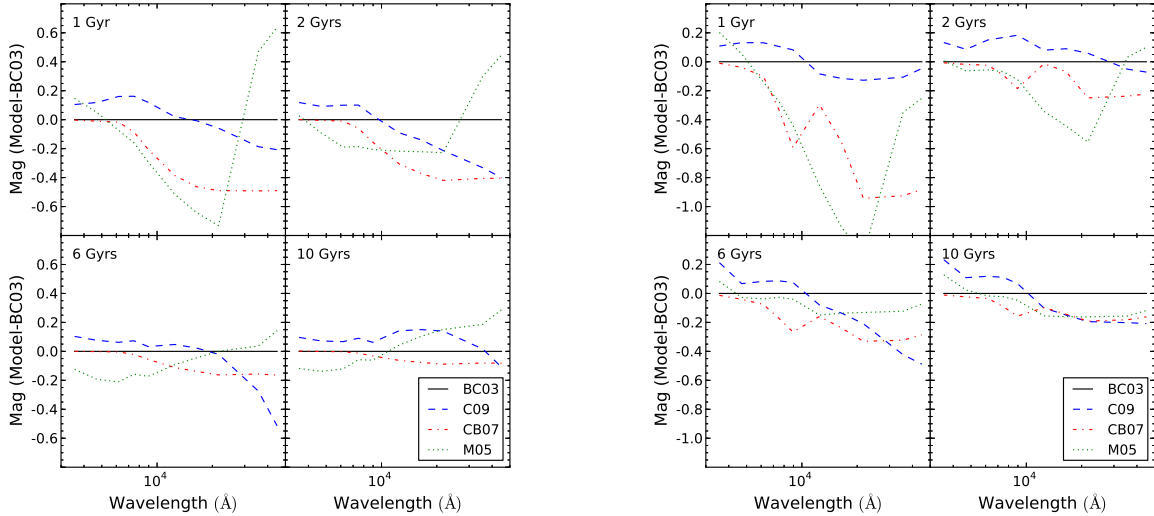 1 Gyr
2 Gyrs
6 Gyrs
10 Gyrs
0.6
0.4
0.2
0.0
-0.2
-0.4
-0.6
0.6
0.4
0.2
0.0
-0.2
-0.4
-0.6
Mag (Model-BC03)
Mag (Model-BC03)
BC03
C09
CB07
M05
10⁴
10⁴
Wavelength (Å)
Wavelength (Å)
1 Gyr
2 Gyrs
6 Gyrs
10 Gyrs
0.2
0.0
-0.2
-0.4
-0.6
-0.8
-1.0
0.2
0.0
-0.2
-0.4
-0.6
-0.8
-1.0
Mag (Model-BC03)
Mag (Model-BC03)
BC03
C09
CB07
M05
10⁴
10⁴
Wavelength (Å)
Wavelength (Å)